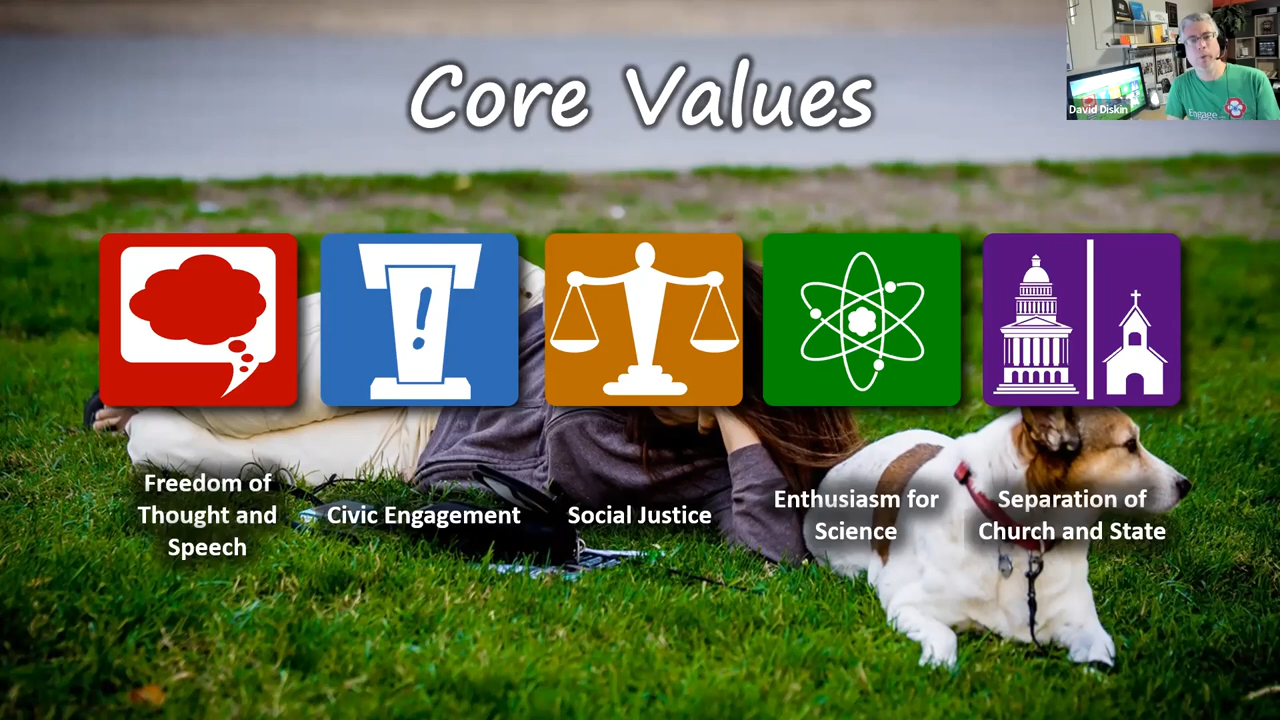 Core Values
David Diskin
Engage
!
Freedom of
Thought and
Speech
Civic Engagement
Social Justice
Enthusiasm for
Science
Separation of
Church and State